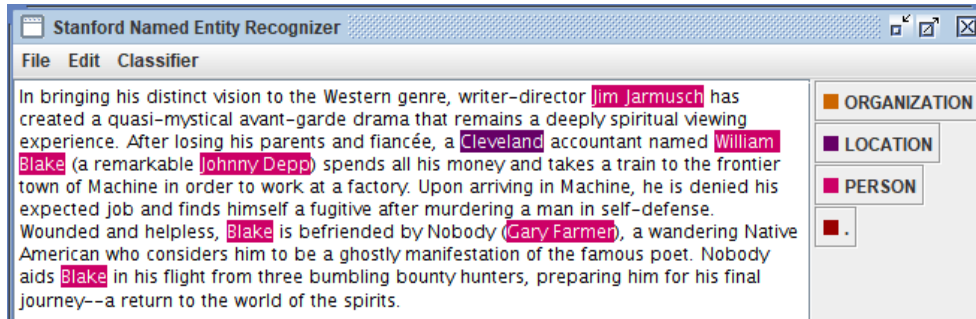 Stanford Named Entity Recognizer
File Edit Classifier
In bringing his distinct vision to the Western genre, writer-director Jim Jarmusch has
created a quasi-mystical avant-garde drama that remains a deeply spiritual viewing
experience. After losing his parents and fiancée, a Cleveland accountant named William
Blake (a remarkable Johnny Depp) spends all his money and takes a train to the frontier
town of Machine in order to work at a factory. Upon arriving in Machine, he is denied his
expected job and finds himself a fugitive after murdering a man in self-defense.
Wounded and helpless, Blake is befriended by Nobody (Gary Farmer), a wandering Native
American who considers him to be a ghostly manifestation of the famous poet. Nobody
aids Blake in his flight from three bumbling bounty hunters, preparing him for his final
journey--a return to the world of the spirits.
ORGANIZATION
LOCATION
PERSON
.